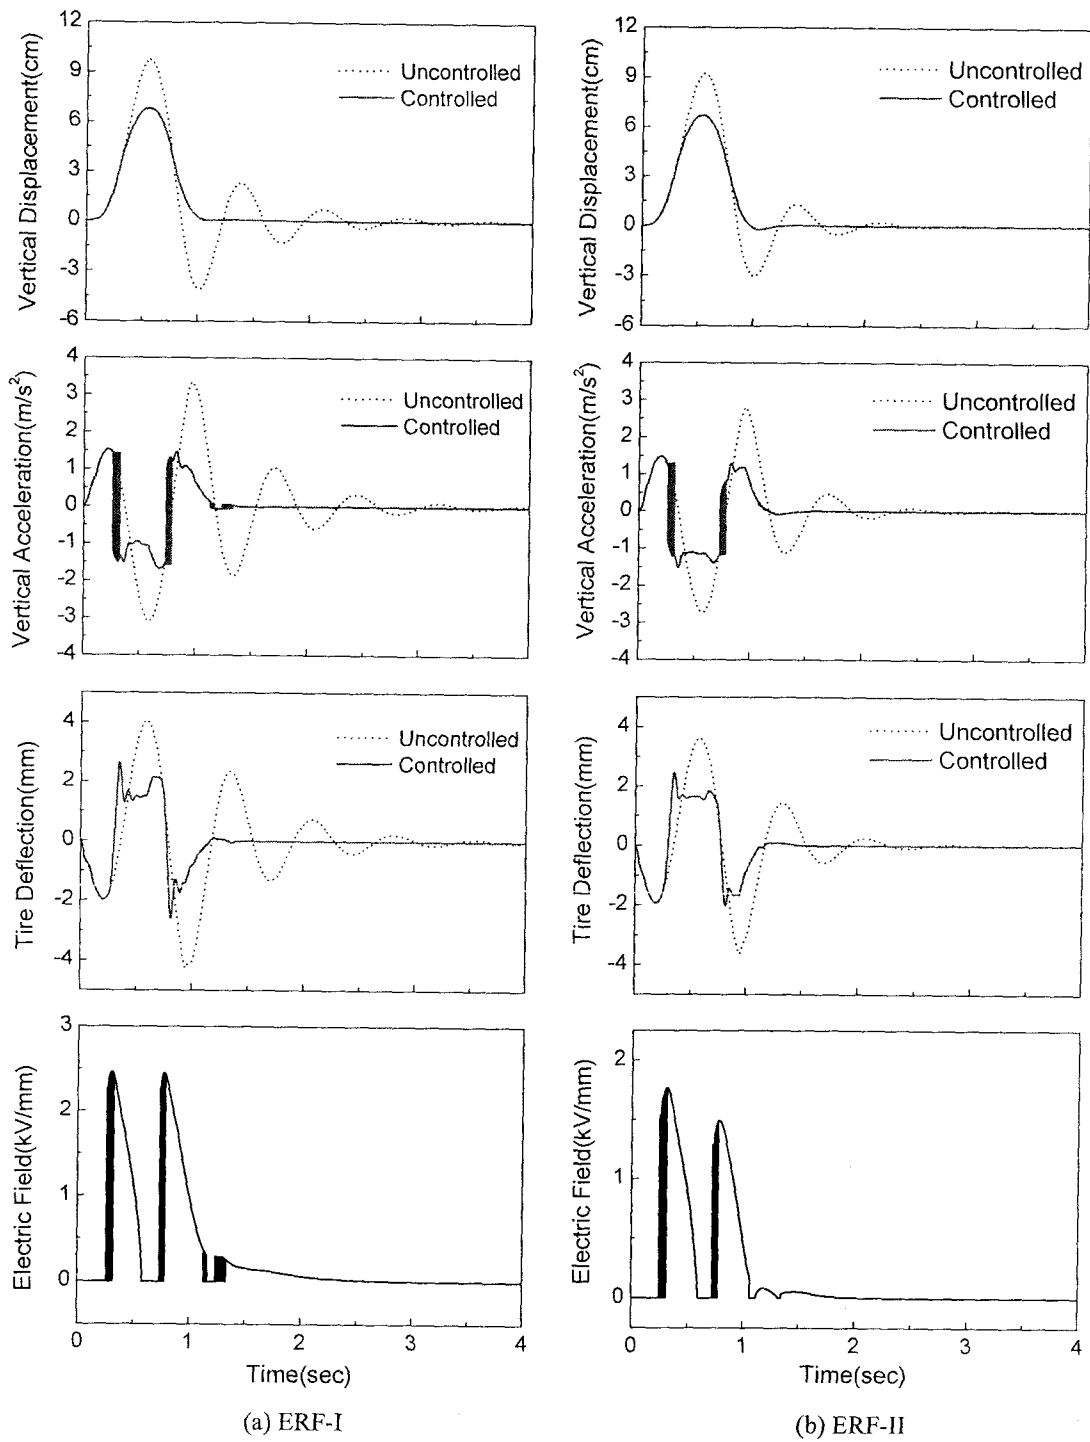 12
9
6
3
0
-3
-6
Vertical Displacement(cm)
Uncontrolled
Controlled
4
3
2
1
0
-1
-2
-3
-4
Vertical Acceleration(m/s²)
Uncontrolled
Controlled
4
2
0
-2
-4
Tire Deflection(mm)
Uncontrolled
Controlled
3
2
1
0
Electric Field(kV/mm)
0 1 2 3 4
Time(sec)
(a) ERF-I
12
9
6
3
0
-3
-6
Vertical Displacement(cm)
Uncontrolled
Controlled
4
3
2
1
0
-1
-2
-3
-4
Vertical Acceleration(m/s²)
Uncontrolled
Controlled
4
2
0
-2
-4
Tire Deflection(mm)
Uncontrolled
Controlled
2
1
0
Electric Field(kV/mm)
0 1 2 3 4
Time(sec)
(b) ERF-II